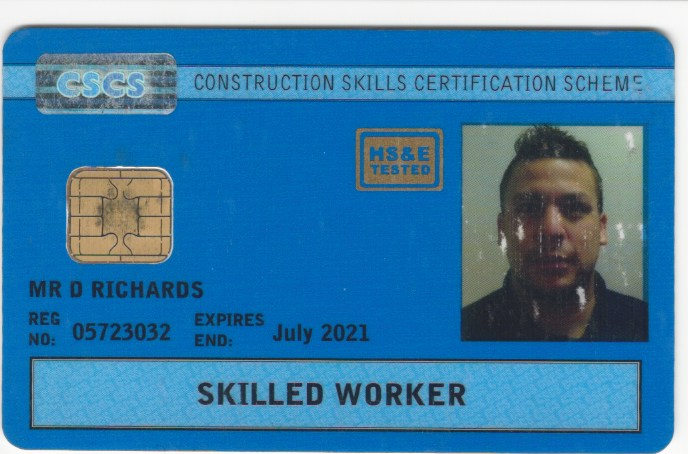 CSCS
CONSTRUCTION SKILLS CERTIFICATION SCHEME
HS&E
TESTED
MR D RICHARDS
REG NO: 05723032 EXPIRES END: July 2021
SKILLED WORKER